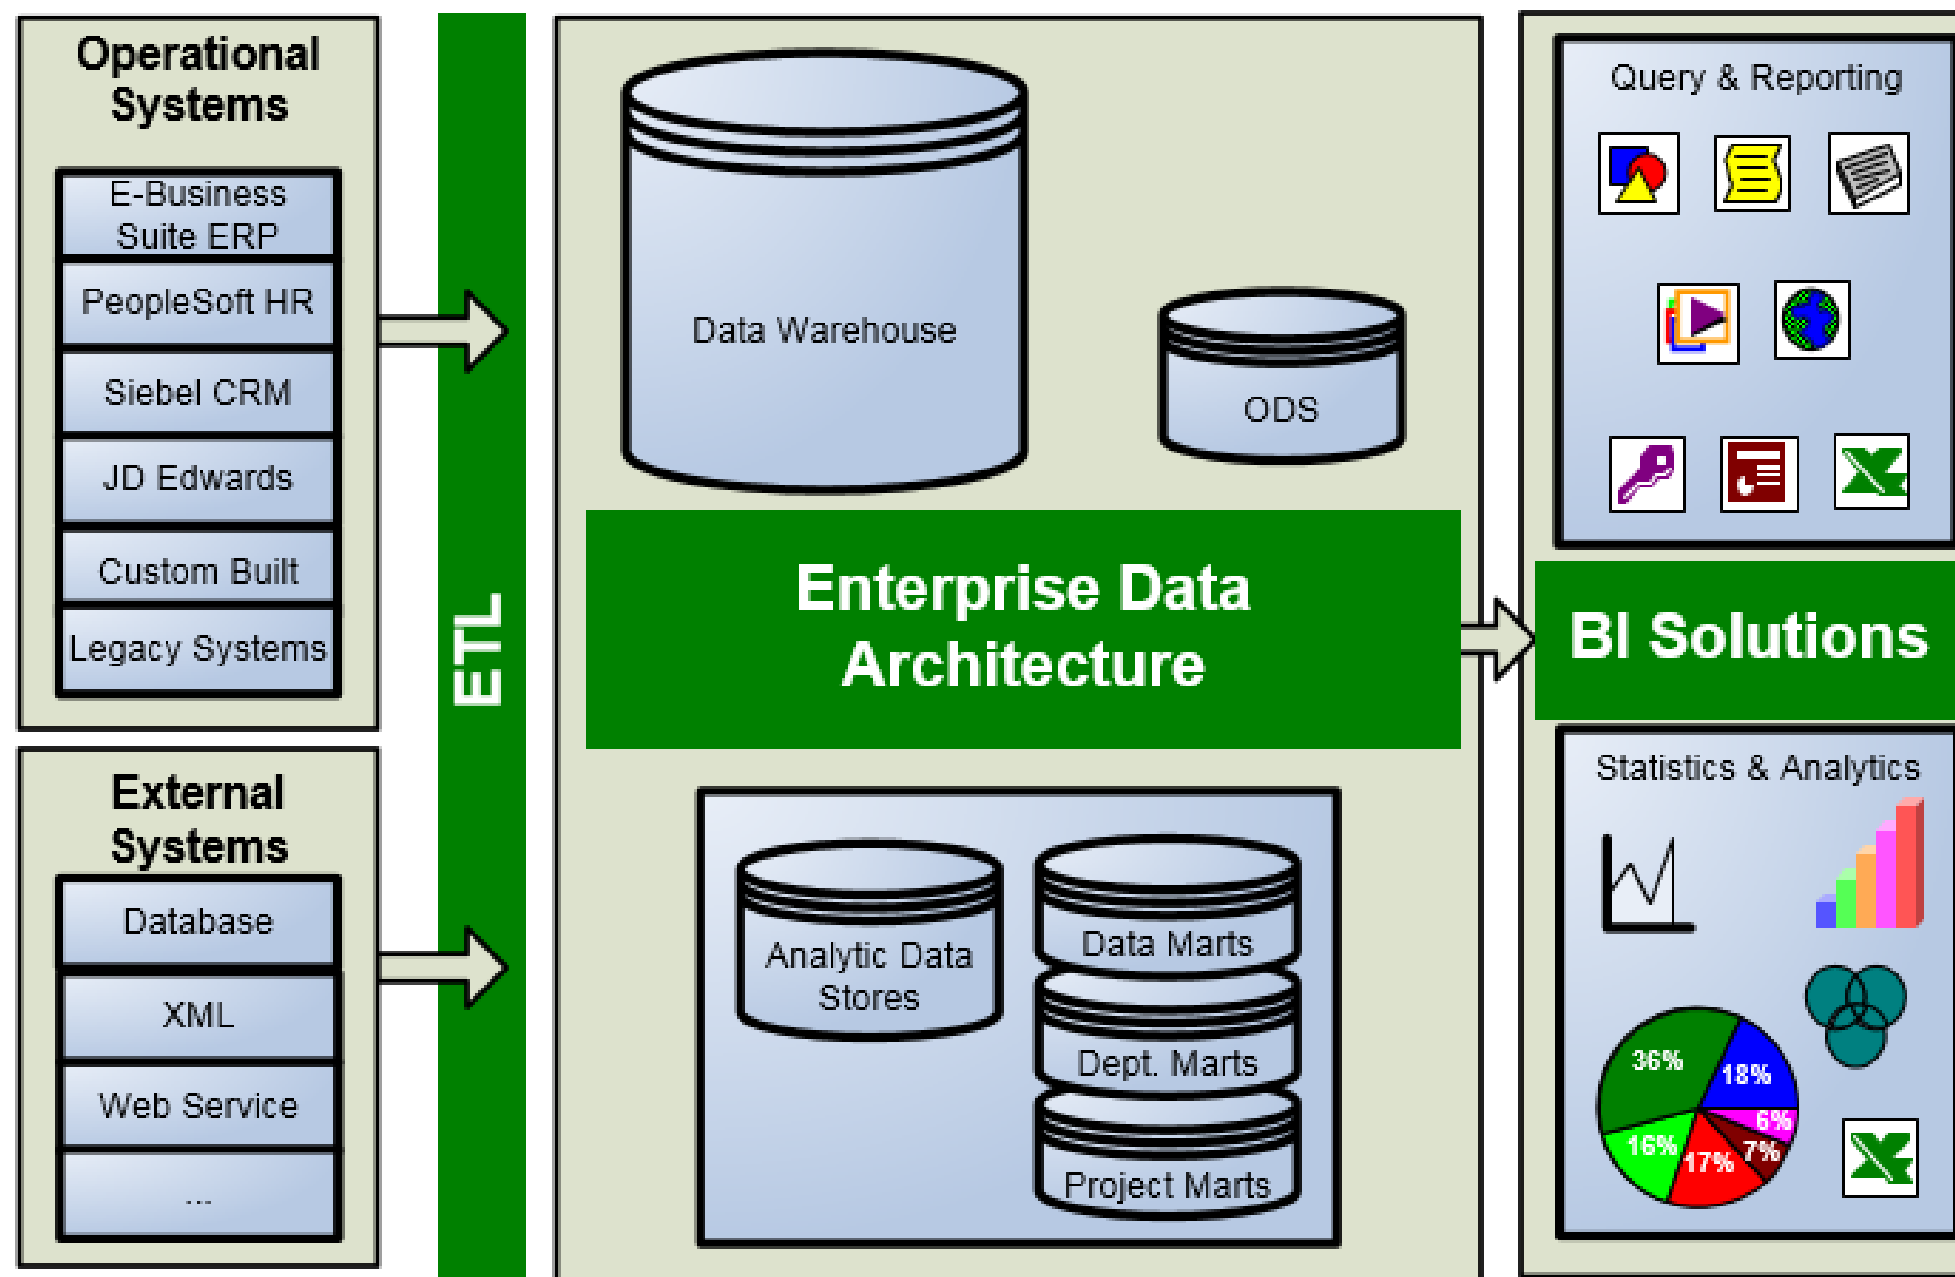 Operational
Systems
E-Business
Suite ERP
PeopleSoft HR
Siebel CRM
JD Edwards
Custom Built
Legacy Systems
External
Systems
Database
XML
Web Service
...
ETL
Data Warehouse
ODS
Enterprise Data
Architecture
Analytic Data
Stores
Data Marts
Dept. Marts
Project Marts
Query & Reporting
BI Solutions
Statistics & Analytics
36%
18%
6%
7%
17%
16%